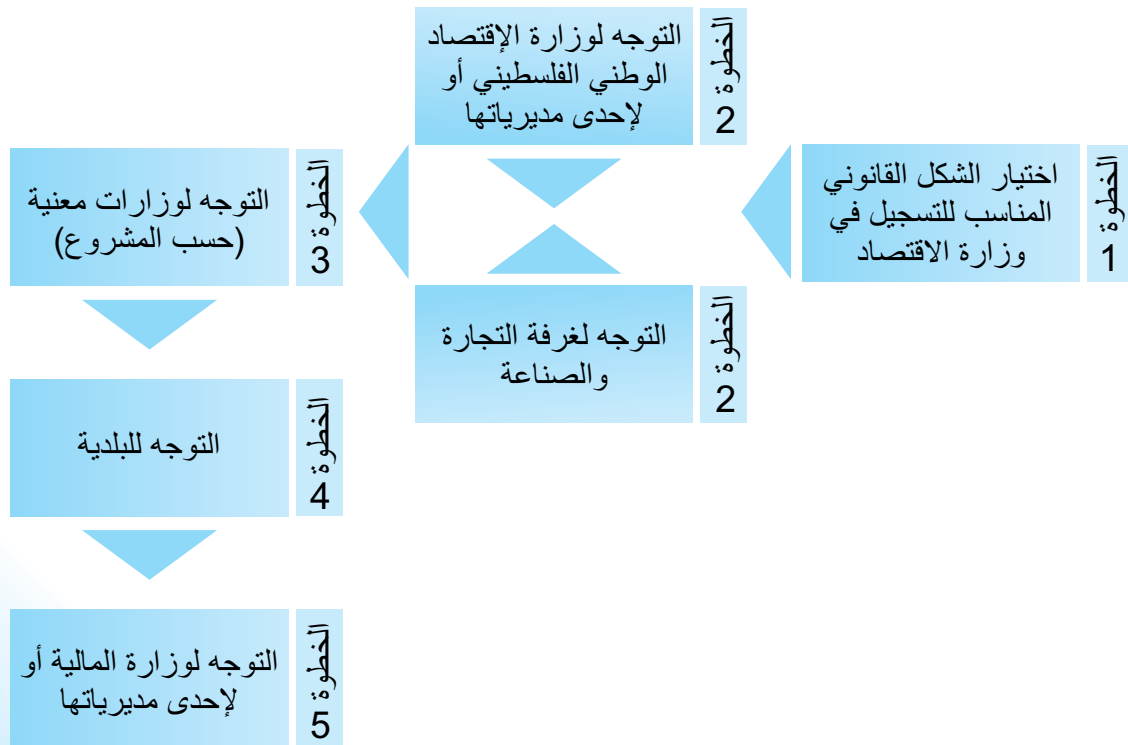 الخطوة 1
اختيار الشكل القانوني
المناسب للتسجيل في
وزارة الاقتصاد
الخطوة 2
التوجه لوزارة الإقتصاد
الوطني الفلسطيني أو
لإحدى مديرياتها
الخطوة 2
التوجه لغرفة التجارة
والصناعة
الخطوة 3
التوجه لوزارات معنية
(حسب المشروع)
الخطوة 4
التوجه للبلدية
الخطوة 5
التوجه لوزارة المالية أو
لإحدى مديرياتها